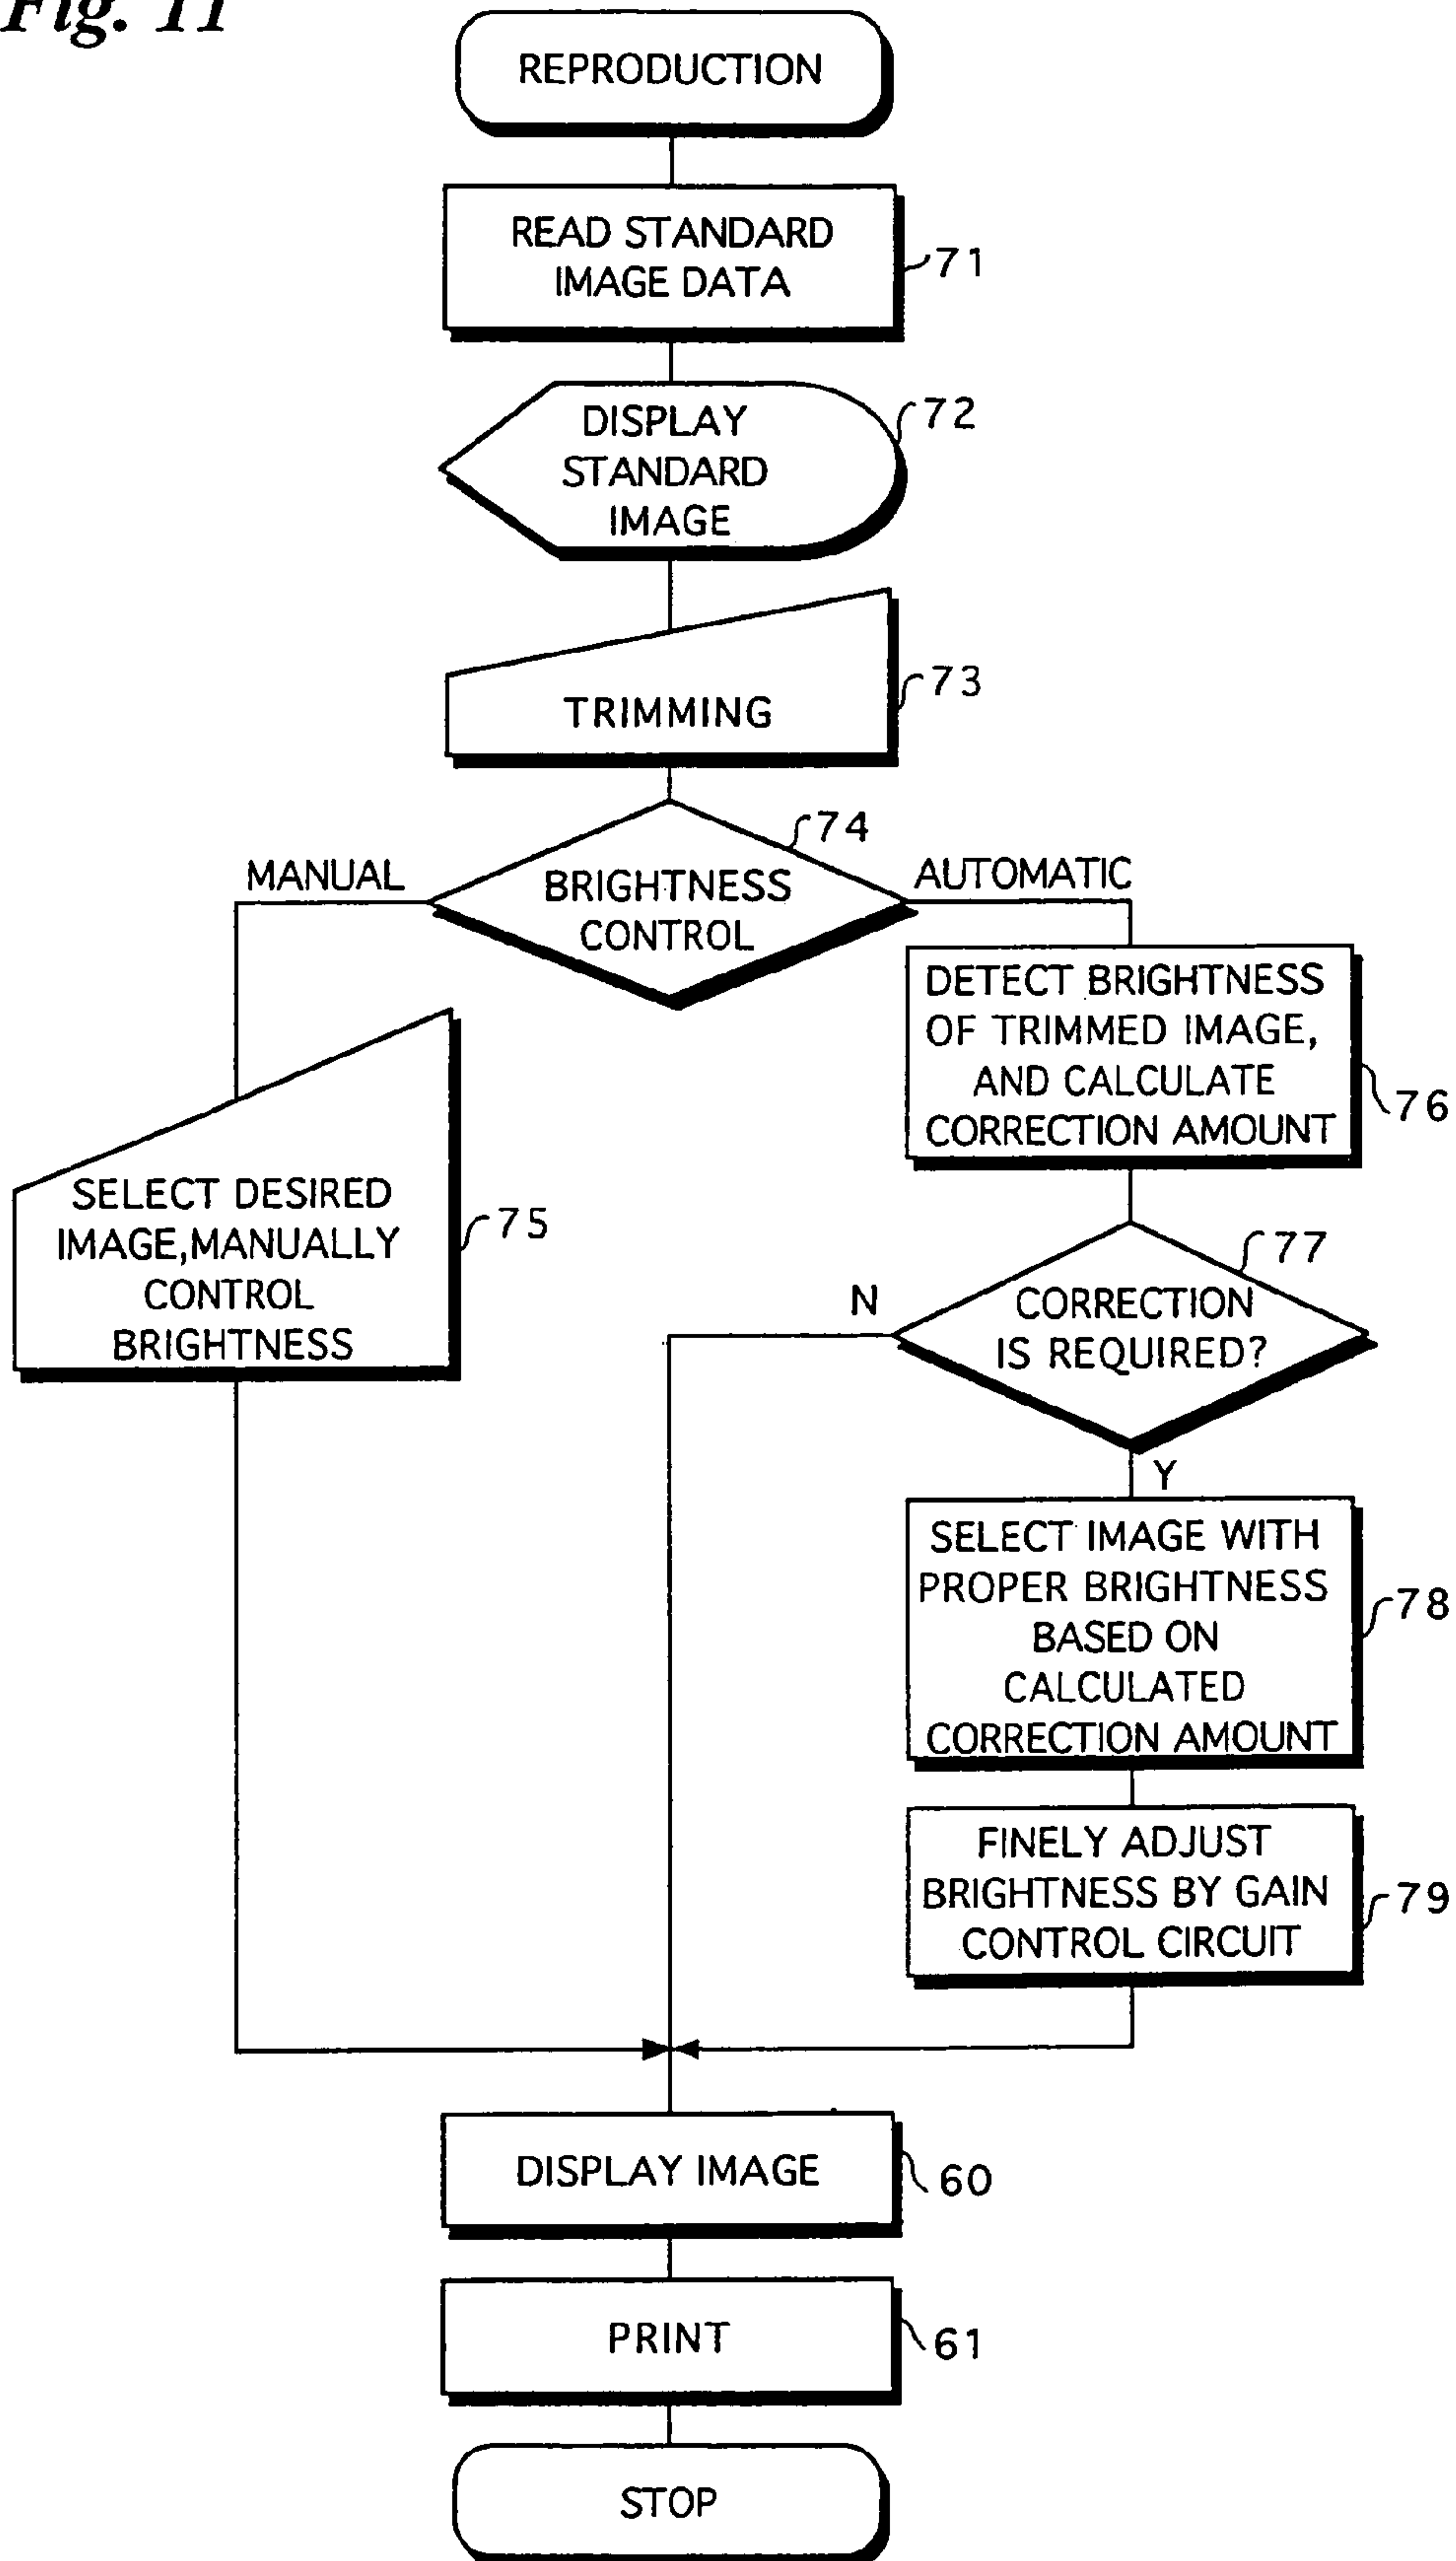 Fig. 11
REPRODUCTION
READ STANDARD
IMAGE DATA
71
DISPLAY
STANDARD
IMAGE
72
TRIMMING
73
BRIGHTNESS
CONTROL
74
MANUAL
AUTOMATIC
SELECT DESIRED
IMAGE,MANUALLY
CONTROL
BRIGHTNESS
75
DETECT BRIGHTNESS
OF TRIMMED IMAGE,
AND CALCULATE
CORRECTION AMOUNT
76
CORRECTION
IS REQUIRED?
77
N
Y
SELECT IMAGE WITH
PROPER BRIGHTNESS
BASED ON
CALCULATED
CORRECTION AMOUNT
78
FINELY ADJUST
BRIGHTNESS BY GAIN
CONTROL CIRCUIT
79
DISPLAY IMAGE
60
PRINT
61
STOP